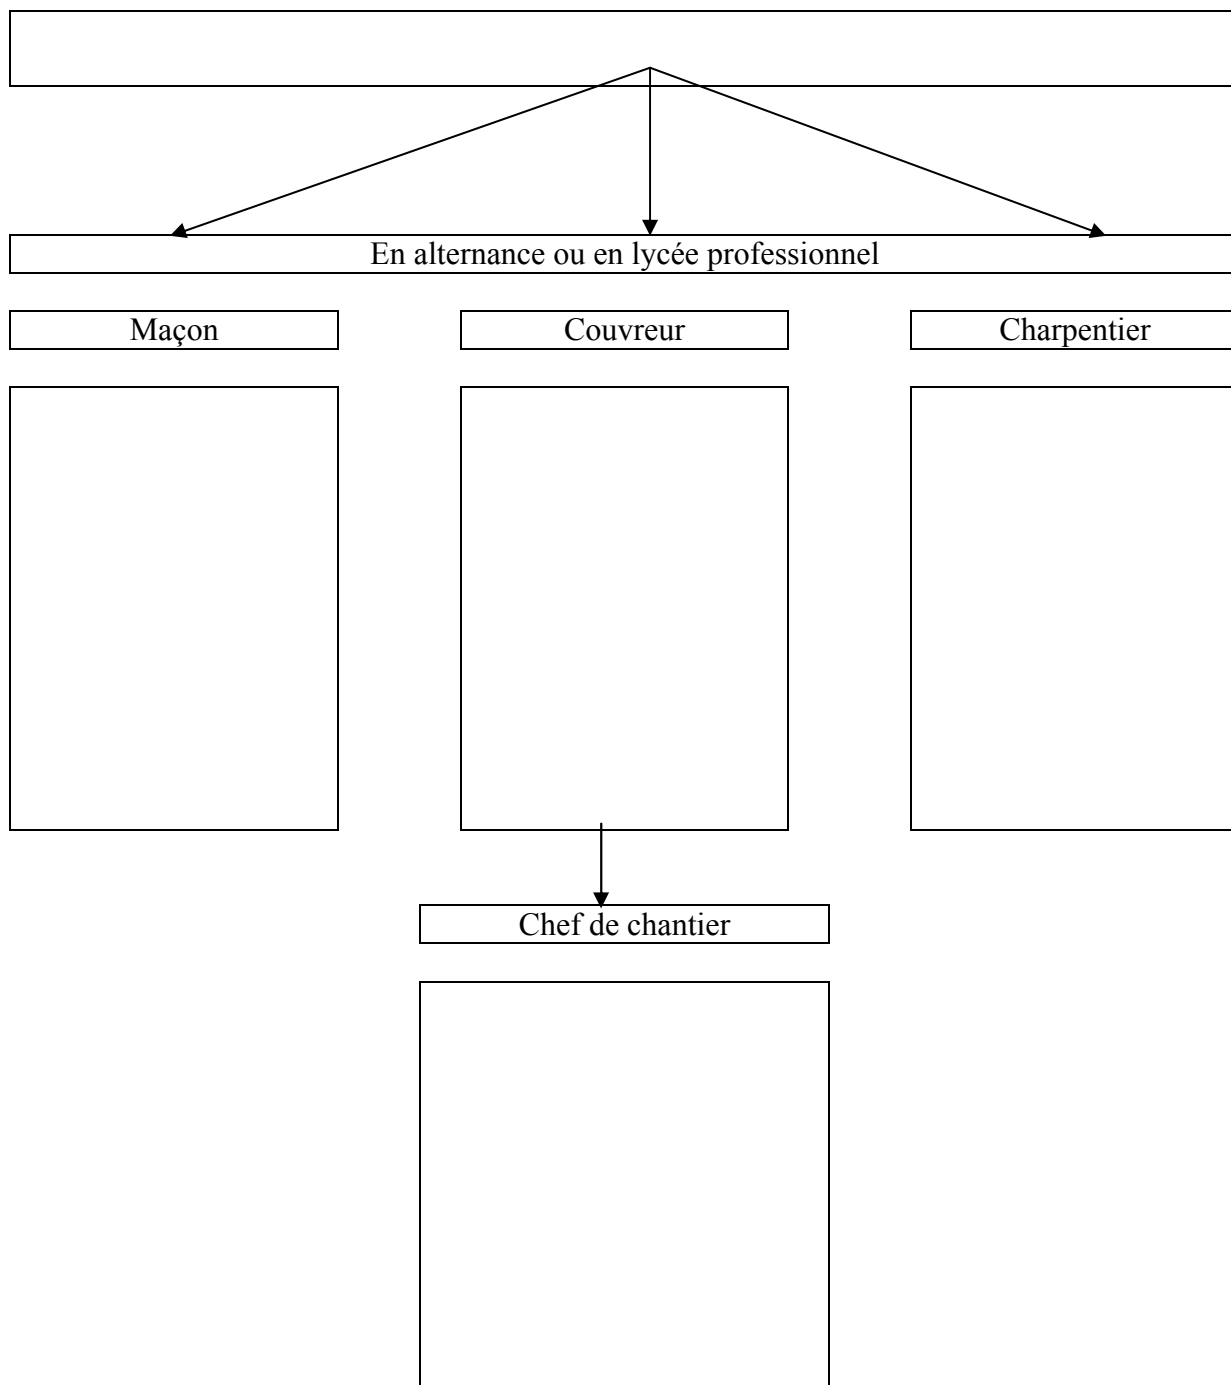 En alternance ou en lycée professionnel
Maçon
Couvreur
Charpentier
Chef de chantier